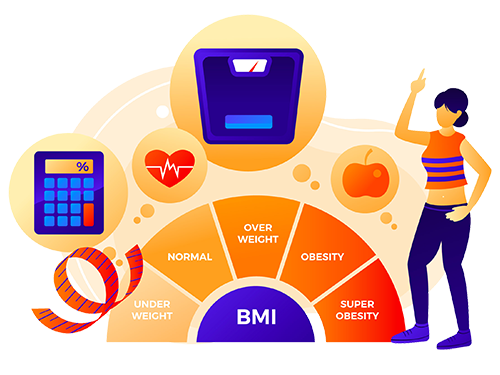 %
UNDER
WEIGHT
NORMAL
OVER
WEIGHT
OBESITY
SUPER
OBESITY
BMI